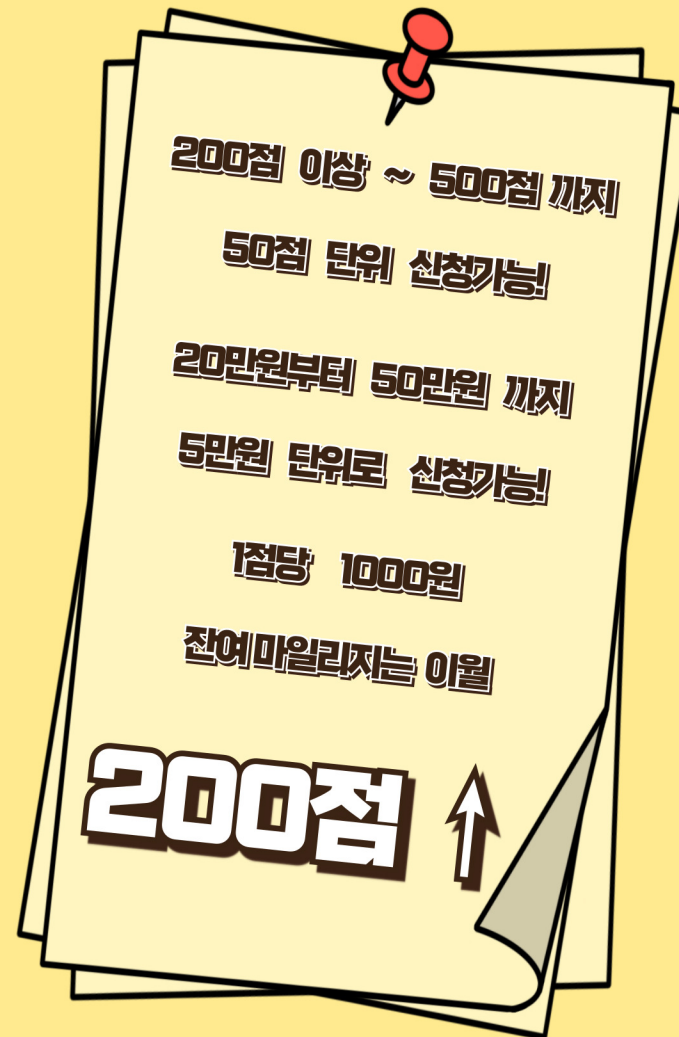 200점 이상 ~ 500점 까지
50점 단위 신청가능!
20만원부터 50만원 까지
5만원 단위로 신청가능!
1점당 1000원
잔여마일리지는 이월
200점 ↑